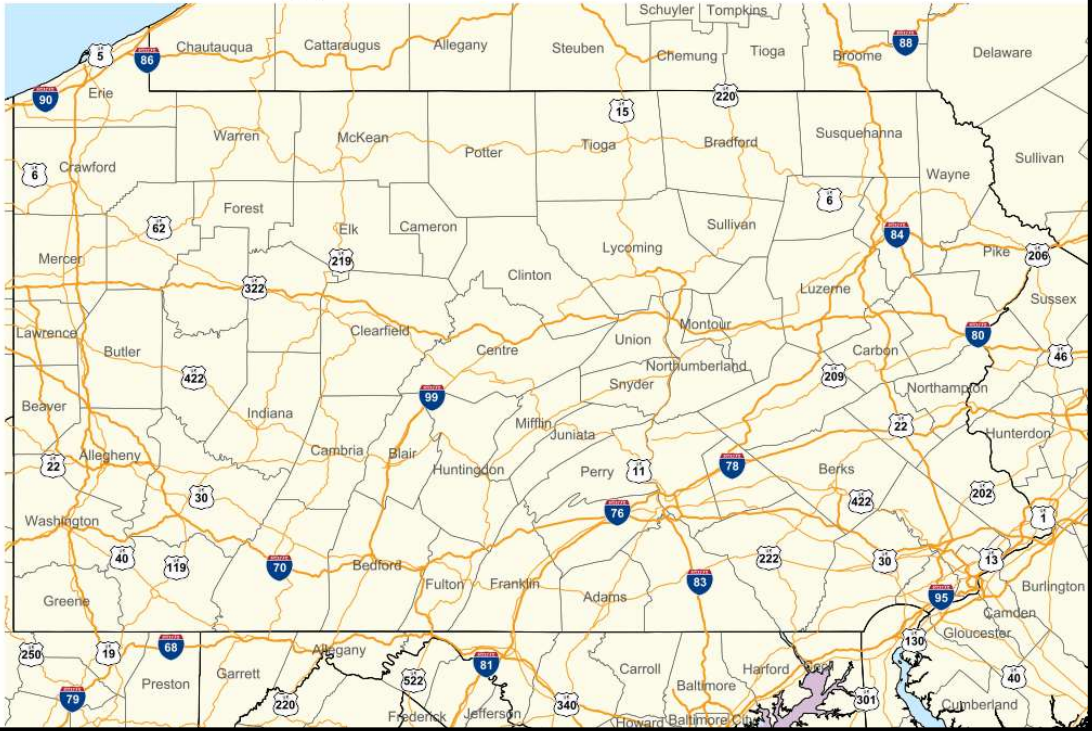 Schuyler Tompkins
5
Chautauqua
Cattaraugus
Allegany
Steuben
Chemung
Tioga
Broome
88
Delaware
86
90
Erie
15
220
Warren
McKean
Potter
Tioga
Bradford
Susquehanna
Sullivan
Crawford
6
Wayne
Forest
62
Elk
Cameron
Sullivan
6
84
Mercer
219
Lycoming
Pike
206
322
Clinton
Luzerne
Sussex
Lawrence
Clearfield
Centre
Union
Montour
80
Butler
Carbon
46
422
Northumberland
209
Snyder
Northampton
Beaver
99
Indiana
Mifflin
22
Juniata
Hunterdon
Allegheny
Cambria
Blair
22
Huntingdon
Perry
11
78
Berks
30
422
202
Washington
76
1
40
119
70
Bedford
222
30
13
Fulton
Franklin
83
Burlington
Greene
Adams
95
Camden
Gloucester
250
19
68
Allegany
130
Garrett
81
Carroll
Harford
Cecil
Preston
522
Baltimore
40
79
220
340
301
Frederick
Jefferson
Howard
Baltimore City
Cumberland